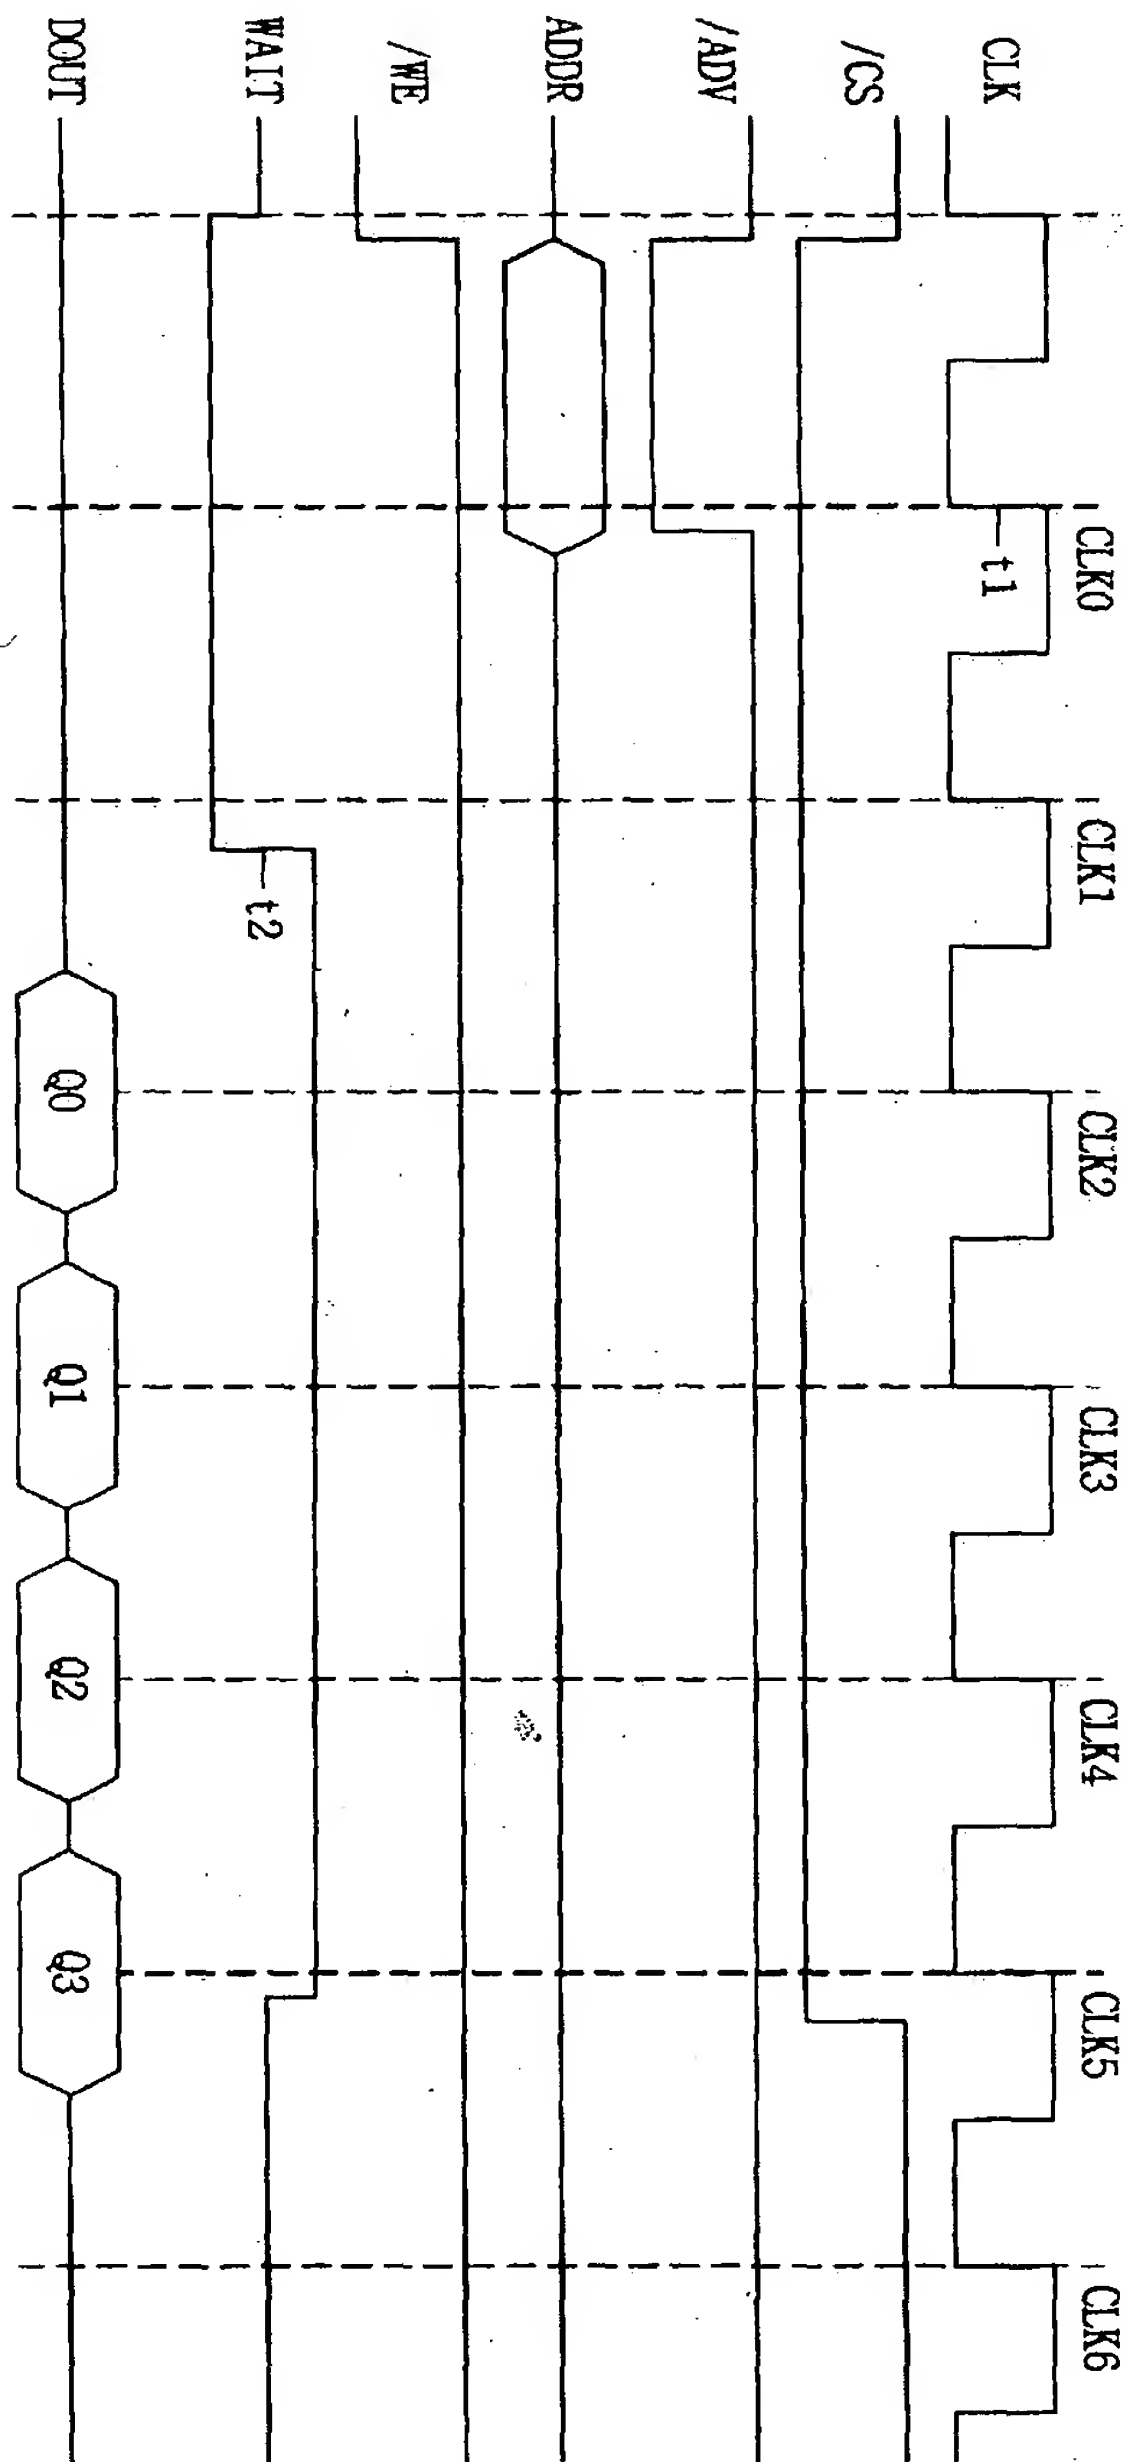 CLK0
CLK1
CLK2
CLK3
CLK4
CLK5
CLK6
CLK
t1
/CS
/ADV
ADDR
/WE
WAIT
t2
DOUT
Q0
Q1
Q2
Q3